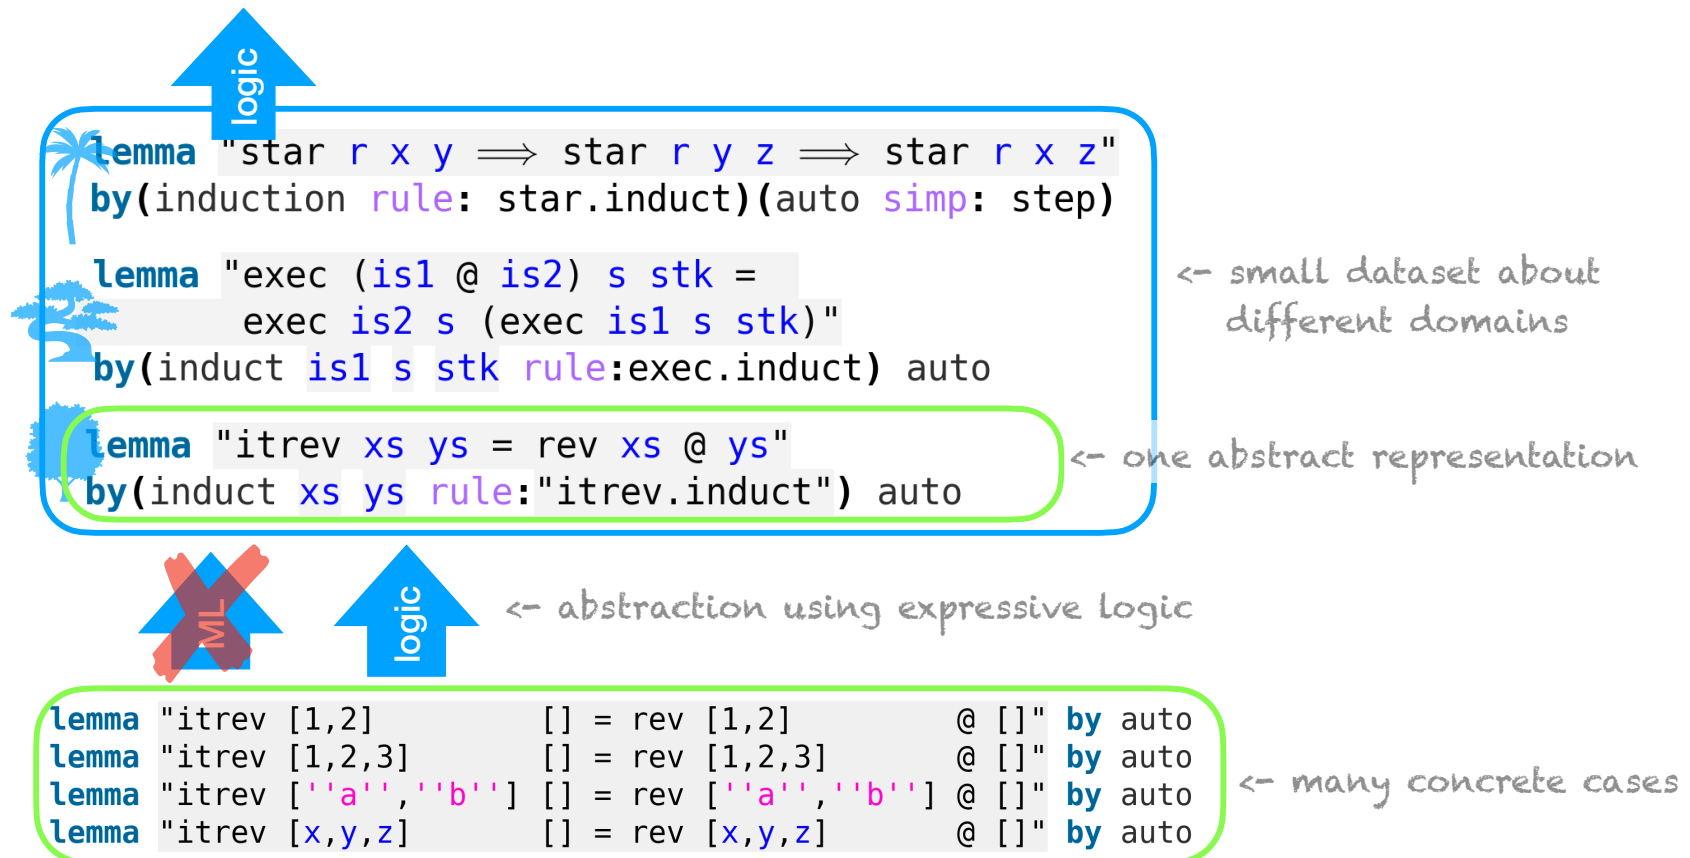 logic
lemma "star r x y ⟹ star r y z ⟹ star r x z"
by(induction rule: star.induct)(auto simp: step)
lemma "exec (is1 @ is2) s stk =
exec is2 s (exec is1 s stk)"
by(induct is1 s stk rule:exec.induct) auto
<- small dataset about
different domains
lemma "itrev xs ys = rev xs @ ys"
by(induct xs ys rule:"itrev.induct") auto
<- one abstract representation
ML
logic
<- abstraction using expressive logic
lemma "itrev [1,2] [] = rev [1,2] @ []" by auto
lemma "itrev [1,2,3] [] = rev [1,2,3] @ []" by auto
lemma "itrev [''a'',''b''] [] = rev [''a'',''b''] @ []" by auto
lemma "itrev [x,y,z] [] = rev [x,y,z] @ []" by auto
<- many concrete cases